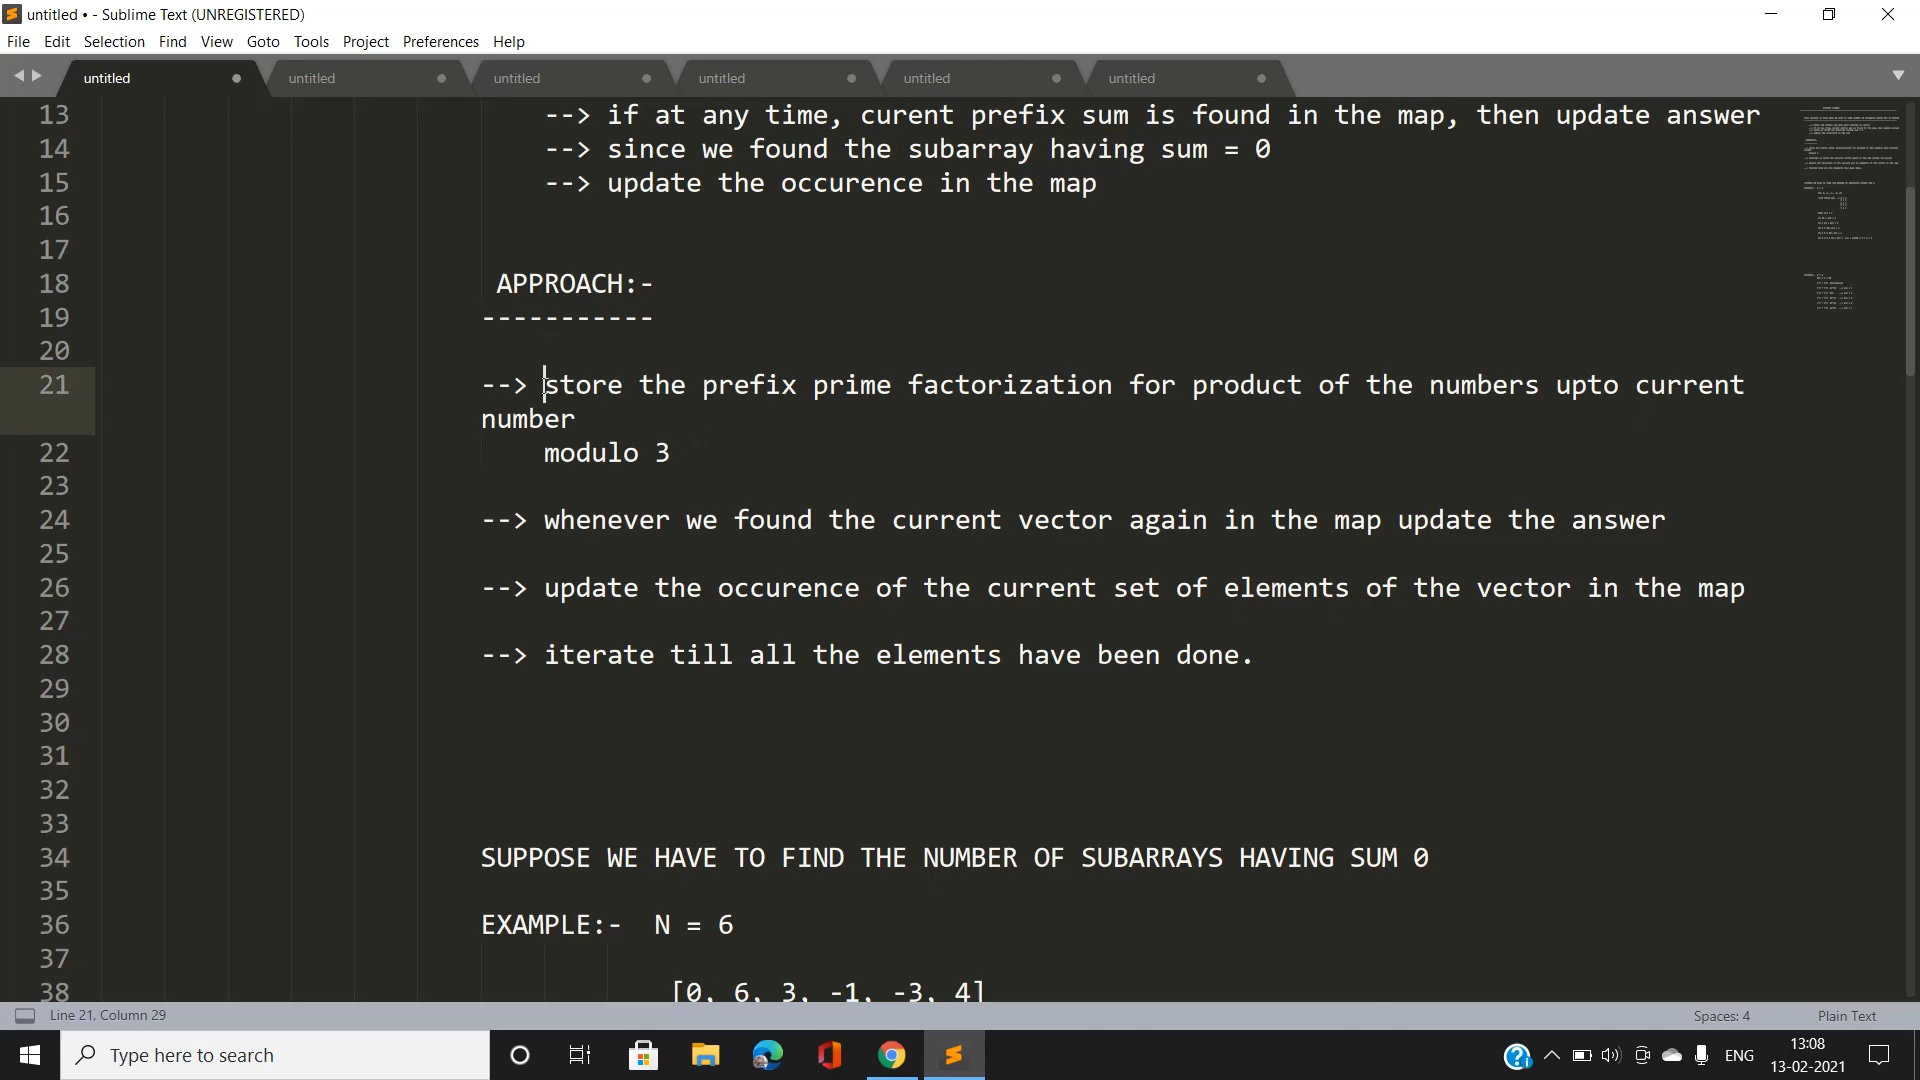 untitled • - Sublime Text (UNREGISTERED)
File Edit Selection Find View Goto Tools Project Preferences Help
untitled untitled untitled untitled untitled untitled
13 --> if at any time, curent prefix sum is found in the map, then update answer
14 --> since we found the subarray having sum = 0
15 --> update the occurence in the map
16
17
18 APPROACH:-
19 -----------
20
21 --> store the prefix prime factorization for product of the numbers upto current
number
22 modulo 3
23
24 --> whenever we found the current vector again in the map update the answer
25
26 --> update the occurence of the current set of elements of the vector in the map
27
28 --> iterate till all the elements have been done.
29
30
31
32
33
34 SUPPOSE WE HAVE TO FIND THE NUMBER OF SUBARRAYS HAVING SUM 0
35
36 EXAMPLE:- N = 6
37
38 [0, 6, 3, -1, -3, 4]
Line 21, Column 29 Spaces: 4 Plain Text
Type here to search ENG 13:08
13-02-2021